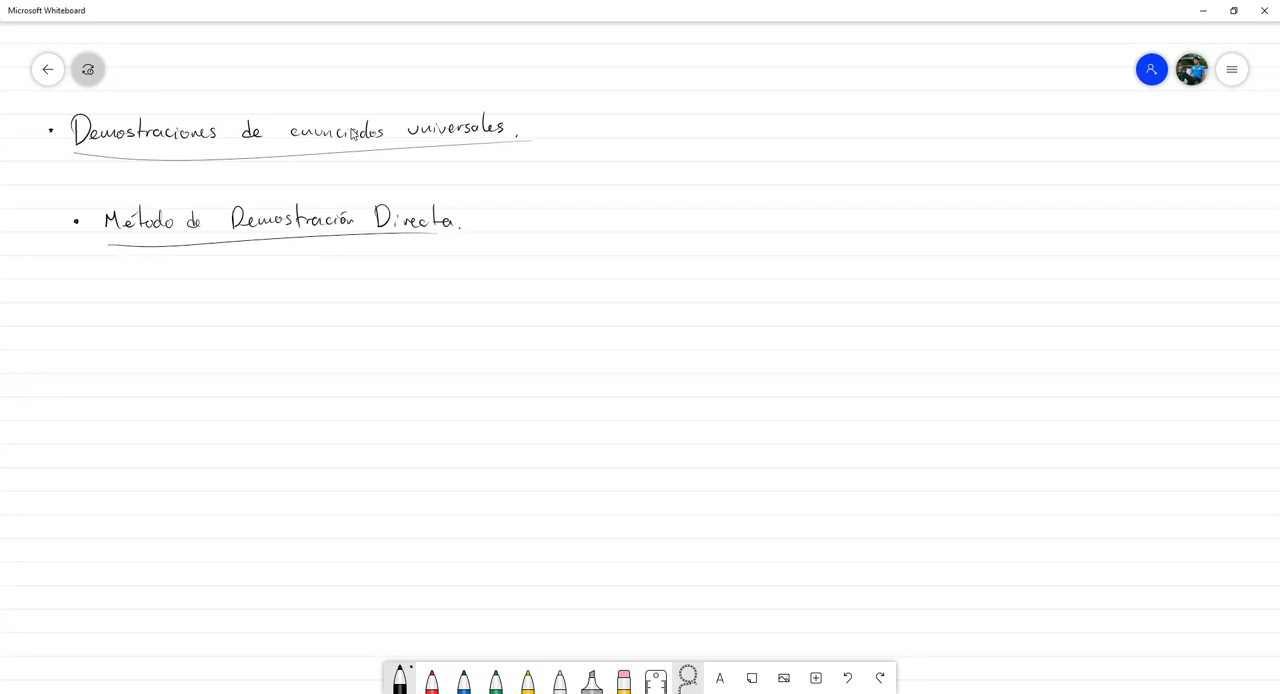 Microsoft Whiteboard
• Demostraciones de enunciados universales.
• Método de Demostración Directa.